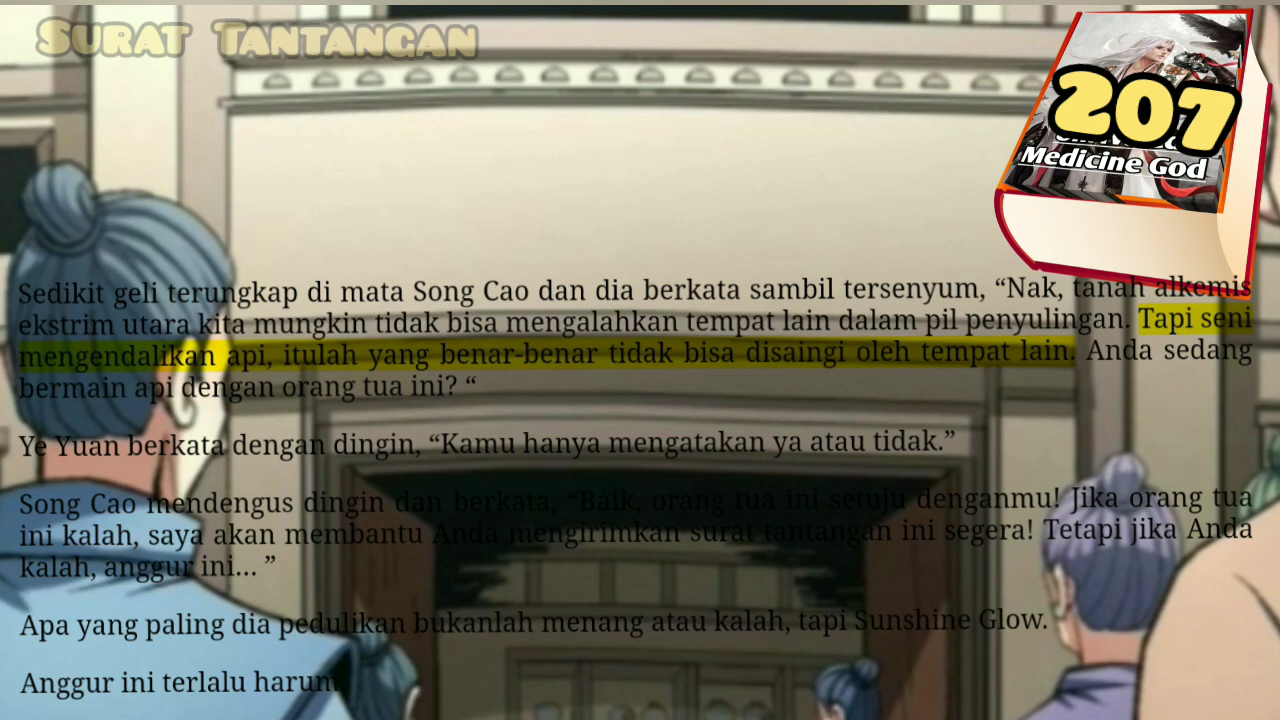 Surat Tantangan
207
Medicine God
Sedikit geli terungkap di mata Song Cao dan dia berkata sambil tersenyum, “Nak, tanah alkemis
ekstrim utara kita mungkin tidak bisa mengalahkan tempat lain dalam pil penyulingan. Tapi seni
mengendalikan api, itulah yang benar-benar tidak bisa disaingi oleh tempat lain. Anda sedang
bermain api dengan orang tua ini? “
Ye Yuan berkata dengan dingin, “Kamu hanya mengatakan ya atau tidak.”
Song Cao mendengus dingin dan berkata, “Baik, orang tua ini setuju denganmu! Jika orang tua
ini kalah, saya akan membantu Anda mengirimkan surat tantangan ini segera! Tetapi jika Anda
kalah, anggur ini... ”
Apa yang paling dia pedulikan bukanlah menang atau kalah, tapi Sunshine Glow.
Anggur ini terlalu harum